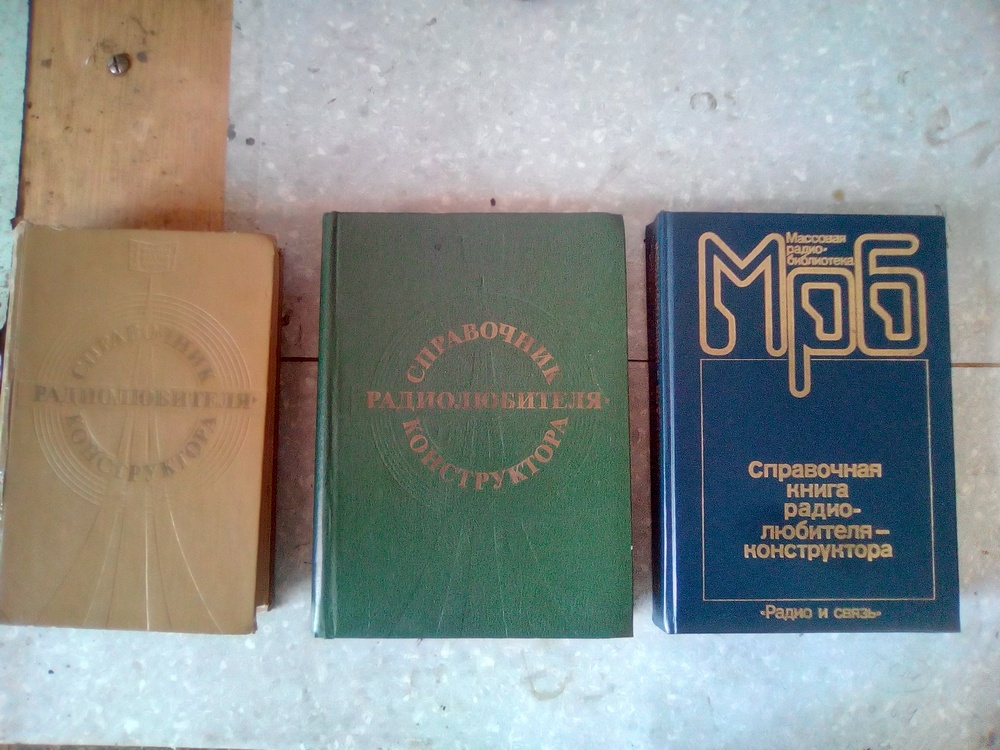 СПРАВОЧНИК
РАДИОЛЮБИТЕЛЯ-
КОНСТРУКТОРА
СПРАВОЧНИК
РАДИОЛЮБИТЕЛЯ-
КОНСТРУКТОРА
Массовая
радио-
библиотека
Мрб
Справочная
книга
радио-
любителя-
конструктора
«Радио и связь»